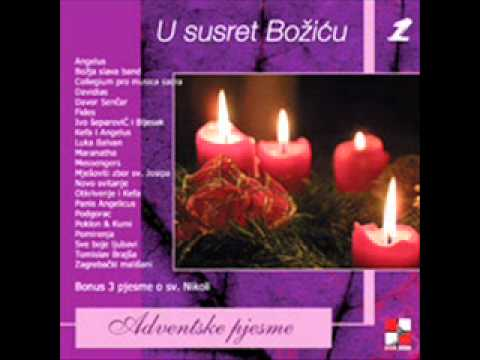 U susret Božiću
1
Angelus
Božja slava band
Collegium pro musica sacra
Davidias
Davor Senčar
Fides
Ivo Šeparović i Bljesak
Kefa i Angelus
Luka Balvan
Maranatha
Messengers
Mješoviti zbor sv. Josipa
Novo svitanje
Otkrivenje i Kefa
Panis Angelicus
Podgorac
Poklon & Kumi
Pomirenja
Sve boje ljubavi
Tomislav Brajša
Zagrebački mališani
Bonus 3 pjesme o sv. Nikoli
Adventske pjesme